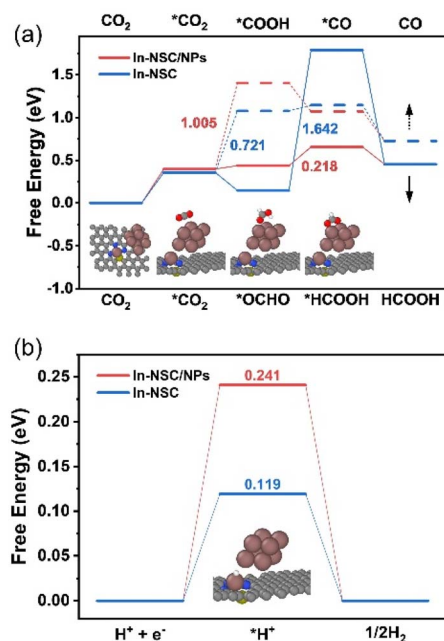 (a)
CO₂ *CO₂ *COOH *CO CO
In-NSC/NPs
In-NSC
1.005
0.721
1.642
0.218
Free Energy (eV)
1.5
1.0
0.5
0.0
-0.5
-1.0
CO₂ *CO₂ *OCHO *HCOOH HCOOH
(b)
In-NSC/NPs
In-NSC
0.241
0.119
Free Energy (eV)
0.25
0.20
0.15
0.10
0.05
0.00
H⁺ + e⁻ *H⁺ 1/2H₂